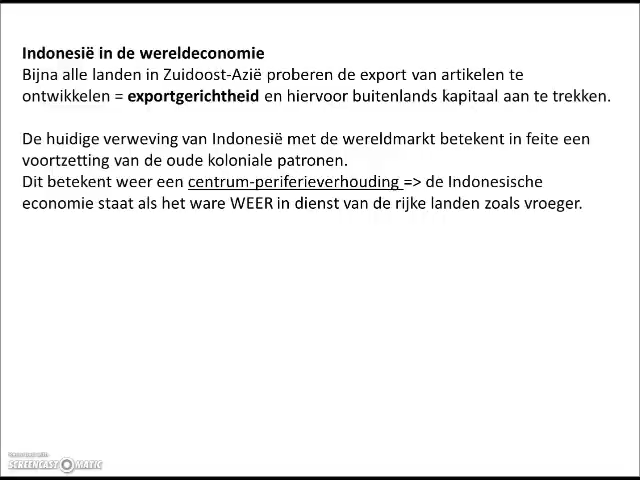 Indonesië in de wereldeconomie
Bijna alle landen in Zuidoost-Azië proberen de export van artikelen te
ontwikkelen = exportgerichtheid en hiervoor buitenlands kapitaal aan te trekken.
De huidige verweving van Indonesië met de wereldmarkt betekent in feite een
voortzetting van de oude koloniale patronen.
Dit betekent weer een centrum-periferieverhouding => de Indonesische
economie staat als het ware WEER in dienst van de rijke landen zoals vroeger.
SCREENCAST-O-MATIC